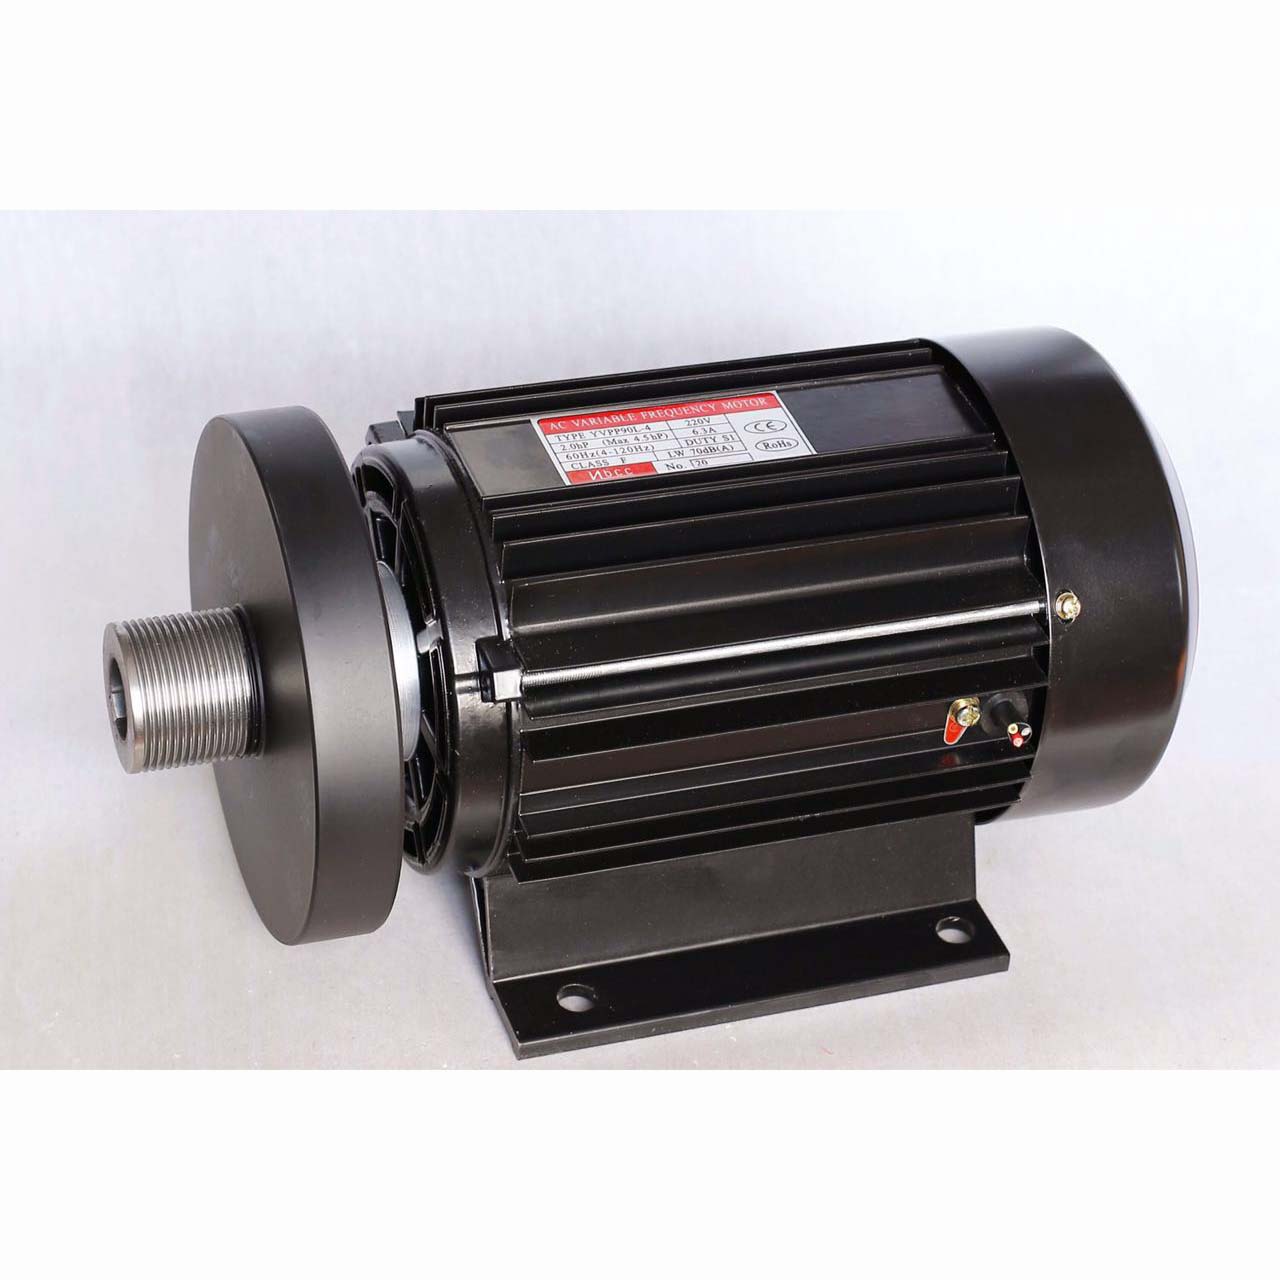 AC VARIABLE FREQUENCY MOTOR
TYPE YVPP90L-4 220V
2.0hP (Max 4.5hP) 6.3A
60Hz(4-120Hz) DUTY S1
CLASS F LW 70dB(A)
Nbcc No. 120
CE
RoHs